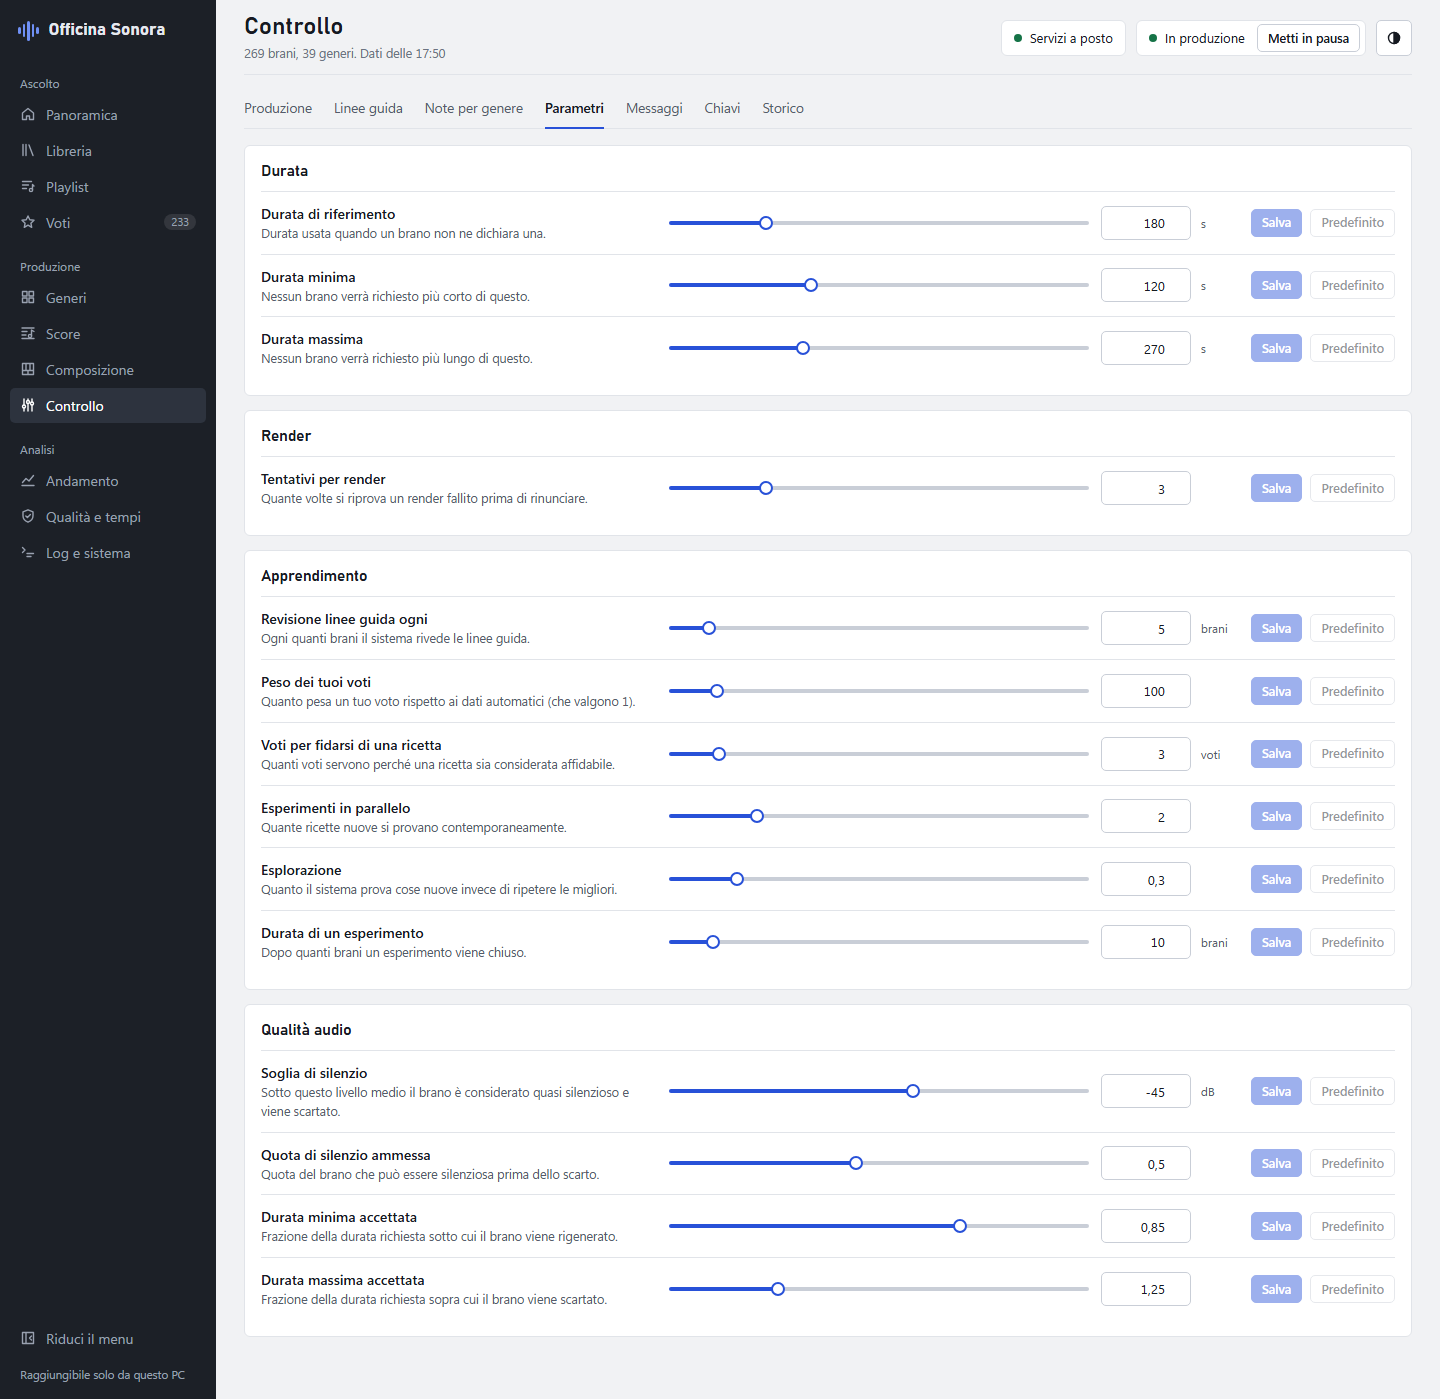 Officina Sonora
Ascolto
Panoramica
Libreria
Playlist
Voti 233
Produzione
Generi
Score
Composizione
Controllo
Analisi
Andamento
Qualità e tempi
Log e sistema
Riduci il menu
Raggiungibile solo da questo PC
Controllo
269 brani, 39 generi. Dati delle 17:50
Servizi a posto
In produzione Metti in pausa
Produzione Linee guida Note per genere Parametri Messaggi Chiavi Storico
Durata
Durata di riferimento
Durata usata quando un brano non ne dichiara una.
180 s Salva Predefinito
Durata minima
Nessun brano verrà richiesto più corto di questo.
120 s Salva Predefinito
Durata massima
Nessun brano verrà richiesto più lungo di questo.
270 s Salva Predefinito
Render
Tentativi per render
Quante volte si riprova un render fallito prima di rinunciare.
3 Salva Predefinito
Apprendimento
Revisione linee guida ogni
Ogni quanti brani il sistema rivede le linee guida.
5 brani Salva Predefinito
Peso dei tuoi voti
Quanto pesa un tuo voto rispetto ai dati automatici (che valgono 1).
100 Salva Predefinito
Voti per fidarsi di una ricetta
Quanti voti servono perché una ricetta sia considerata affidabile.
3 voti Salva Predefinito
Esperimenti in parallelo
Quante ricette nuove si provano contemporaneamente.
2 Salva Predefinito
Esplorazione
Quanto il sistema prova cose nuove invece di ripetere le migliori.
0,3 Salva Predefinito
Durata di un esperimento
Dopo quanti brani un esperimento viene chiuso.
10 brani Salva Predefinito
Qualità audio
Soglia di silenzio
Sotto questo livello medio il brano è considerato quasi silenzioso e
viene scartato.
-45 dB Salva Predefinito
Quota di silenzio ammessa
Quota del brano che può essere silenziosa prima dello scarto.
0,5 Salva Predefinito
Durata minima accettata
Frazione della durata richiesta sotto cui il brano viene rigenerato.
0,85 Salva Predefinito
Durata massima accettata
Frazione della durata richiesta sopra cui il brano viene scartato.
1,25 Salva Predefinito